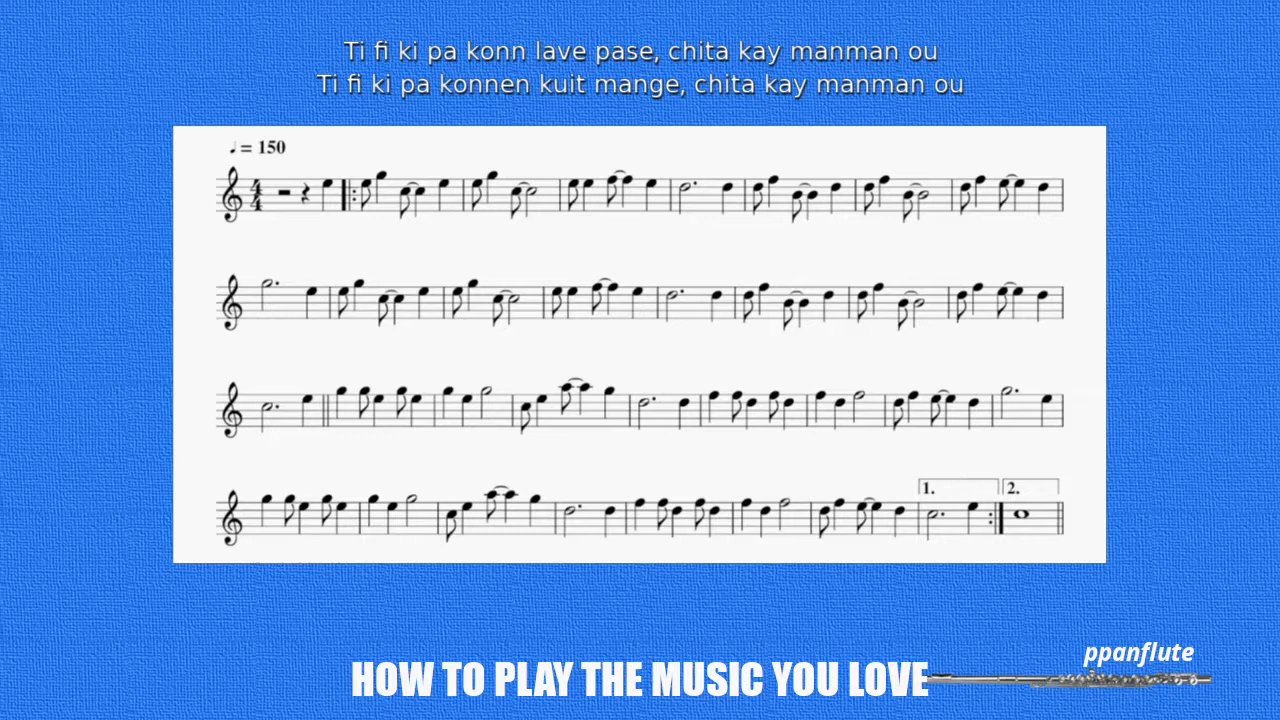 Ti fi ki pa konn lave pase, chita kay manman ou
Ti fi ki pa konnen kuit mange, chita kay manman ou
♩ = 150
4
4
1.
2.
ppanflute
HOW TO PLAY THE MUSIC YOU LOVE